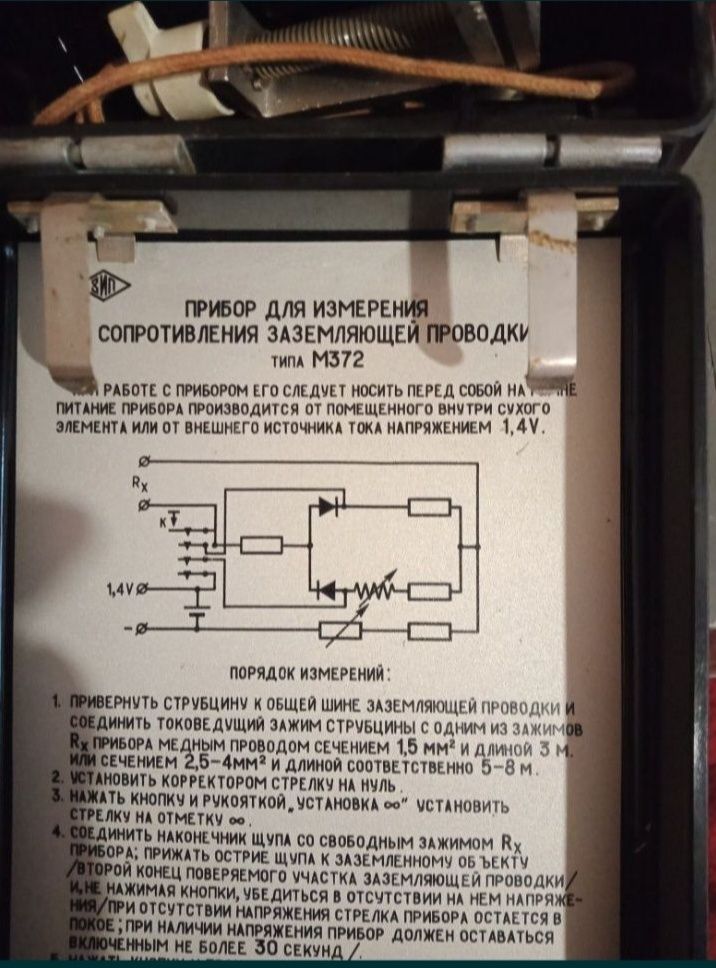 ЗИП
ПРИБОР ДЛЯ ИЗМЕРЕНИЯ
СОПРОТИВЛЕНИЯ ЗАЗЕМЛЯЮЩЕЙ ПРОВОДКИ
ТИПА М372
РАБОТЕ С ПРИБОРОМ ЕГО СЛЕДУЕТ НОСИТЬ ПЕРЕД СОБОЙ НА
ПИТАНИЕ ПРИБОРА ПРОИЗВОДИТСЯ ОТ ПОМЕЩЕННОГО ВНУТРИ СУХОГО
ЭЛЕМЕНТА ИЛИ ОТ ВНЕШНЕГО ИСТОЧНИКА ТОКА НАПРЯЖЕНИЕМ 1,4V.
Rx
К
1,4V
-
ПОРЯДОК ИЗМЕРЕНИЙ:
1. ПРИВЕРНУТЬ СТРУБЦИНУ К ОБЩЕЙ ШИНЕ ЗАЗЕМЛЯЮЩЕЙ ПРОВОДКИ И
СОЕДИНИТЬ ТОКОВЕДУЩИЙ ЗАЖИМ СТРУБЦИНЫ С ОДНИМ ИЗ ЗАЖИМОВ
Rx ПРИБОРА МЕДНЫМ ПРОВОДОМ СЕЧЕНИЕМ 1,5 ММ² И ДЛИНОЙ 3 М.
ИЛИ СЕЧЕНИЕМ 2,5-4ММ² И ДЛИНОЙ СООТВЕТСТВЕННО 5-8 М.
2. УСТАНОВИТЬ КОРРЕКТОРОМ СТРЕЛКУ НА НУЛЬ.
3. НАЖАТЬ КНОПКУ И РУКОЯТКОЙ „УСТАНОВКА ∞" УСТАНОВИТЬ
СТРЕЛКУ НА ОТМЕТКУ ∞.
4. СОЕДИНИТЬ НАКОНЕЧНИК ЩУПА СО СВОБОДНЫМ ЗАЖИМОМ Rx
ПРИБОРА; ПРИЖАТЬ ОСТРИЕ ЩУПА К ЗАЗЕМЛЕННОМУ ОБЪЕКТУ
/ВТОРОЙ КОНЕЦ ПОВЕРЯЕМОГО УЧАСТКА ЗАЗЕМЛЯЮЩЕЙ ПРОВОДКИ/
И, НЕ НАЖИМАЯ КНОПКИ, УБЕДИТЬСЯ В ОТСУТСТВИИ НА НЕМ НАПРЯЖЕ-
НИЯ/ПРИ ОТСУТСТВИИ НАПРЯЖЕНИЯ СТРЕЛКА ПРИБОРА ОСТАЕТСЯ В
ПОКОЕ; ПРИ НАЛИЧИИ НАПРЯЖЕНИЯ ПРИБОР ДОЛЖЕН ОСТАВАТЬСЯ
ВКЛЮЧЕННЫМ НЕ БОЛЕЕ 30 СЕКУНД/.